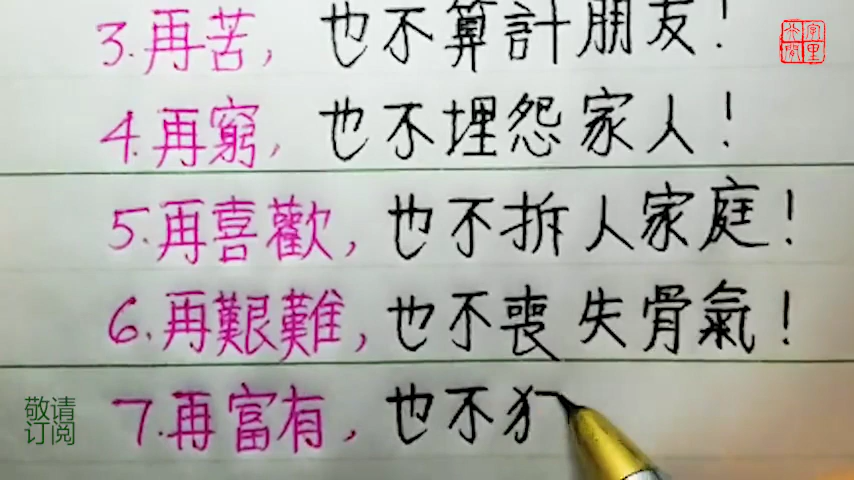 3.再苦，也不算計朋友！
4.再窮，也不埋怨家人！
5.再喜歡，也不拆人家庭！
6.再艱難，也不喪失骨氣！
7.再富有，也不
敬请
订阅